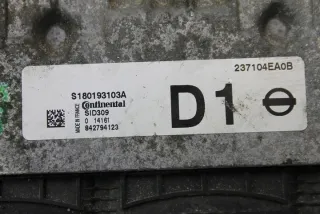 237104EA0B
S180193103A
MADE IN FRANCE
Continental
SID309
0 14161
842794123
D1